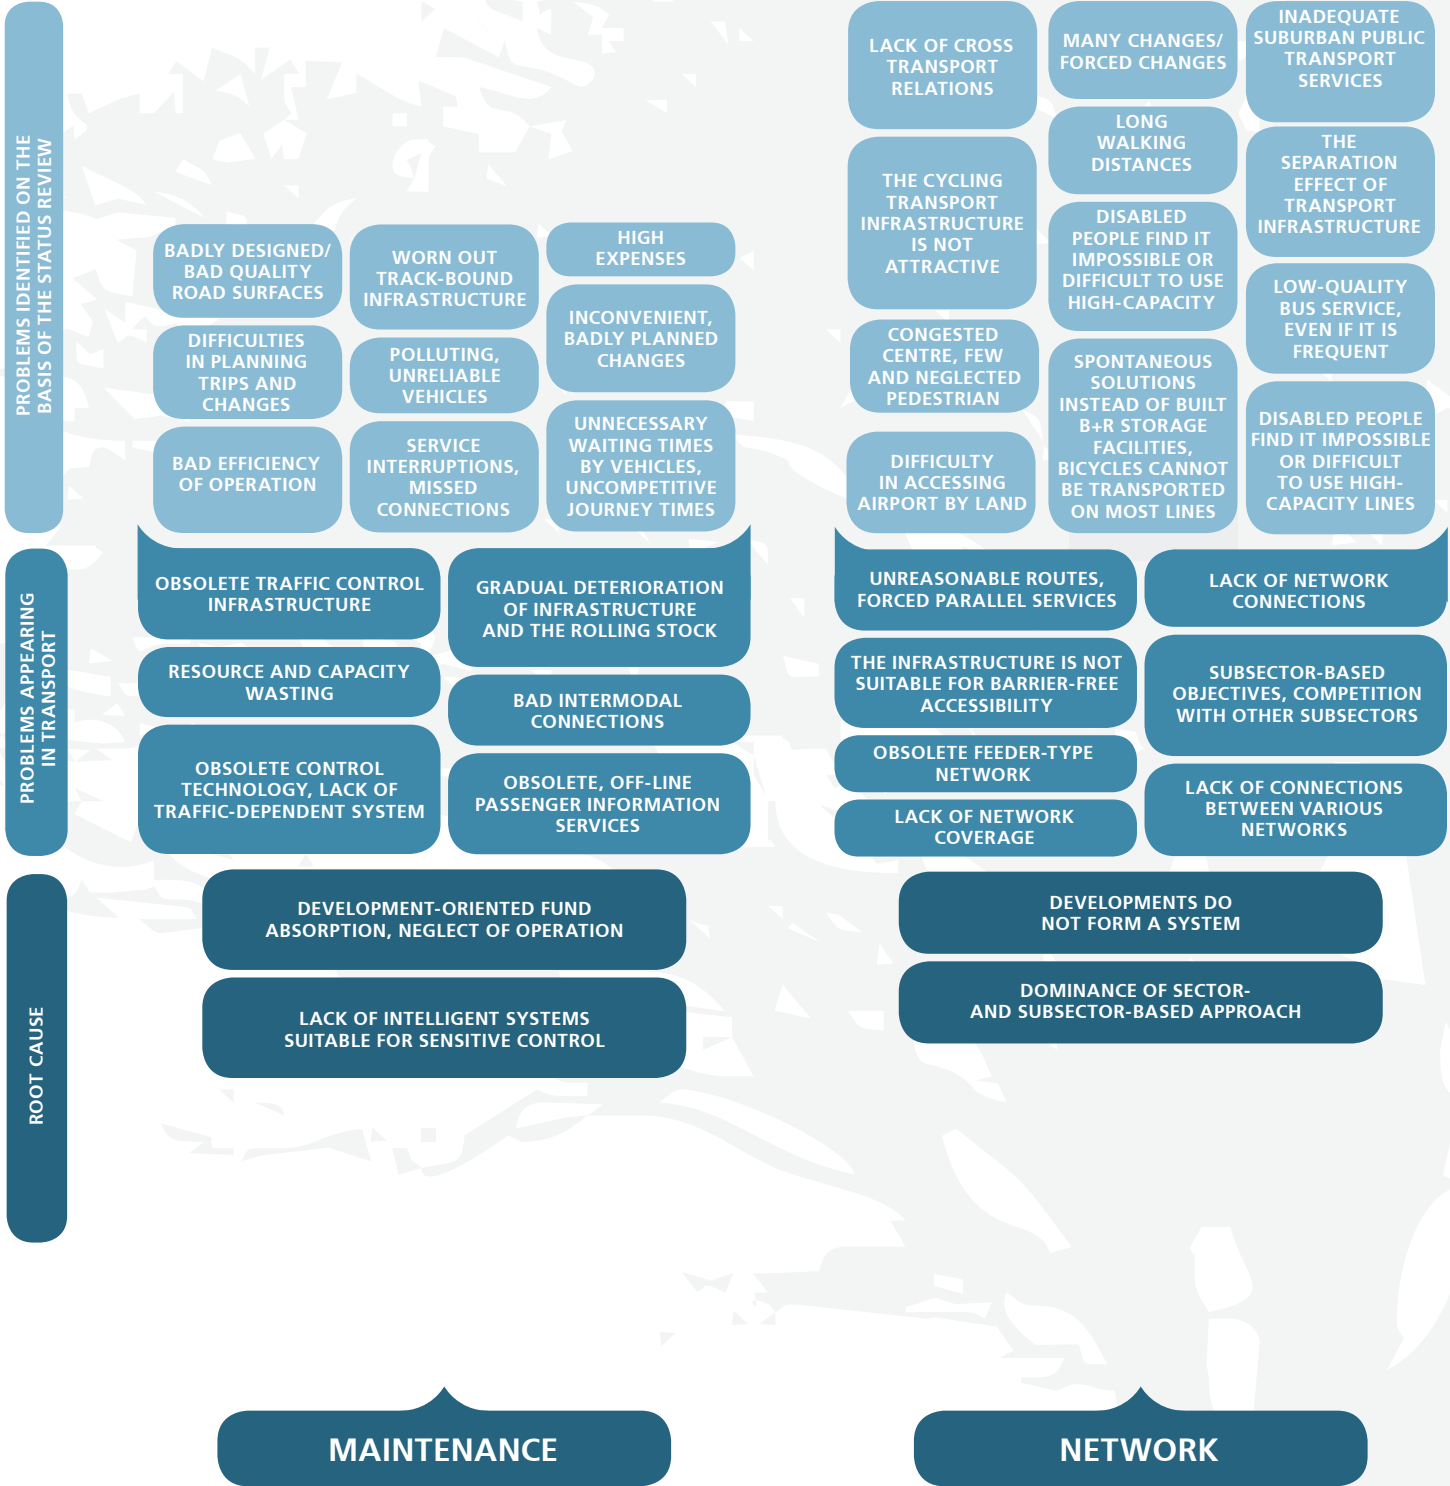 PROBLEMS IDENTIFIED ON THE
BASIS OF THE STATUS REVIEW
BADLY DESIGNED/
BAD QUALITY
ROAD SURFACES
DIFFICULTIES
IN PLANNING
TRIPS AND
CHANGES
BAD EFFICIENCY
OF OPERATION
WORN OUT
TRACK-BOUND
INFRASTRUCTURE
POLLUTING,
UNRELIABLE
VEHICLES
SERVICE
INTERRUPTIONS,
MISSED
CONNECTIONS
HIGH
EXPENSES
INCONVENIENT,
BADLY PLANNED
CHANGES
UNNECESSARY
WAITING TIMES
BY VEHICLES,
UNCOMPETITIVE
JOURNEY TIMES
LACK OF CROSS
TRANSPORT
RELATIONS
THE CYCLING
TRANSPORT
INFRASTRUCTURE
IS NOT
ATTRACTIVE
CONGESTED
CENTRE, FEW
AND NEGLECTED
PEDESTRIAN
DIFFICULTY
IN ACCESSING
AIRPORT BY LAND
MANY CHANGES/
FORCED CHANGES
LONG
WALKING
DISTANCES
DISABLED
PEOPLE FIND IT
IMPOSSIBLE OR
DIFFICULT TO USE
HIGH-CAPACITY
SPONTANEOUS
SOLUTIONS
INSTEAD OF BUILT
B+R STORAGE
FACILITIES,
BICYCLES CANNOT
BE TRANSPORTED
ON MOST LINES
INADEQUATE
SUBURBAN PUBLIC
TRANSPORT
SERVICES
THE
SEPARATION
EFFECT OF
TRANSPORT
INFRASTRUCTURE
LOW-QUALITY
BUS SERVICE,
EVEN IF IT IS
FREQUENT
DISABLED PEOPLE
FIND IT IMPOSSIBLE
OR DIFFICULT
TO USE HIGH-
CAPACITY LINES
PROBLEMS APPEARING
IN TRANSPORT
OBSOLETE TRAFFIC CONTROL
INFRASTRUCTURE
RESOURCE AND CAPACITY
WASTING
OBSOLETE CONTROL
TECHNOLOGY, LACK OF
TRAFFIC-DEPENDENT SYSTEM
GRADUAL DETERIORATION
OF INFRASTRUCTURE
AND THE ROLLING STOCK
BAD INTERMODAL
CONNECTIONS
OBSOLETE, OFF-LINE
PASSENGER INFORMATION
SERVICES
UNREASONABLE ROUTES,
FORCED PARALLEL SERVICES
THE INFRASTRUCTURE IS NOT
SUITABLE FOR BARRIER-FREE
ACCESSIBILITY
OBSOLETE FEEDER-TYPE
NETWORK
LACK OF NETWORK
COVERAGE
LACK OF NETWORK
CONNECTIONS
SUBSECTOR-BASED
OBJECTIVES, COMPETITION
WITH OTHER SUBSECTORS
LACK OF CONNECTIONS
BETWEEN VARIOUS
NETWORKS
ROOT CAUSE
DEVELOPMENT-ORIENTED FUND
ABSORPTION, NEGLECT OF OPERATION
LACK OF INTELLIGENT SYSTEMS
SUITABLE FOR SENSITIVE CONTROL
DEVELOPMENTS DO
NOT FORM A SYSTEM
DOMINANCE OF SECTOR-
AND SUBSECTOR-BASED APPROACH
MAINTENANCE
NETWORK